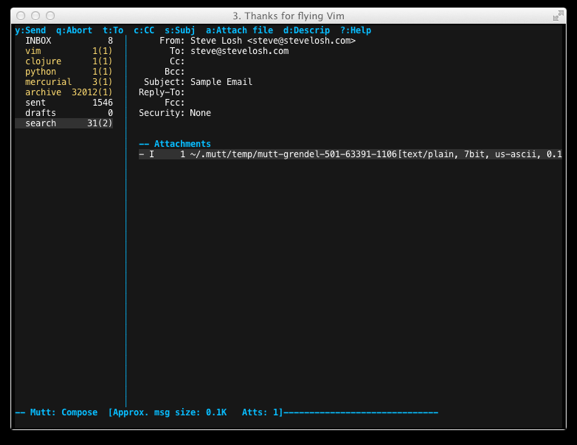 3. Thanks for flying Vim
y:Send q:Abort t:To c:CC s:Subj a:Attach file d:Descrip ?:Help
INBOX 8
vim 1(1)
clojure 1(1)
python 1(1)
mercurial 3(1)
archive 32012(1)
sent 1546
drafts 0
search 31(2)
From: Steve Losh <steve@stevelosh.com>
To: steve@stevelosh.com
Cc:
Bcc:
Subject: Sample Email
Reply-To:
Fcc:
Security: None
-- Attachments
- I 1 ~/.mutt/temp/mutt-grendel-501-63391-1106[text/plain, 7bit, us-ascii, 0.1
-- Mutt: Compose [Approx. msg size: 0.1K Atts: 1]------------------------------